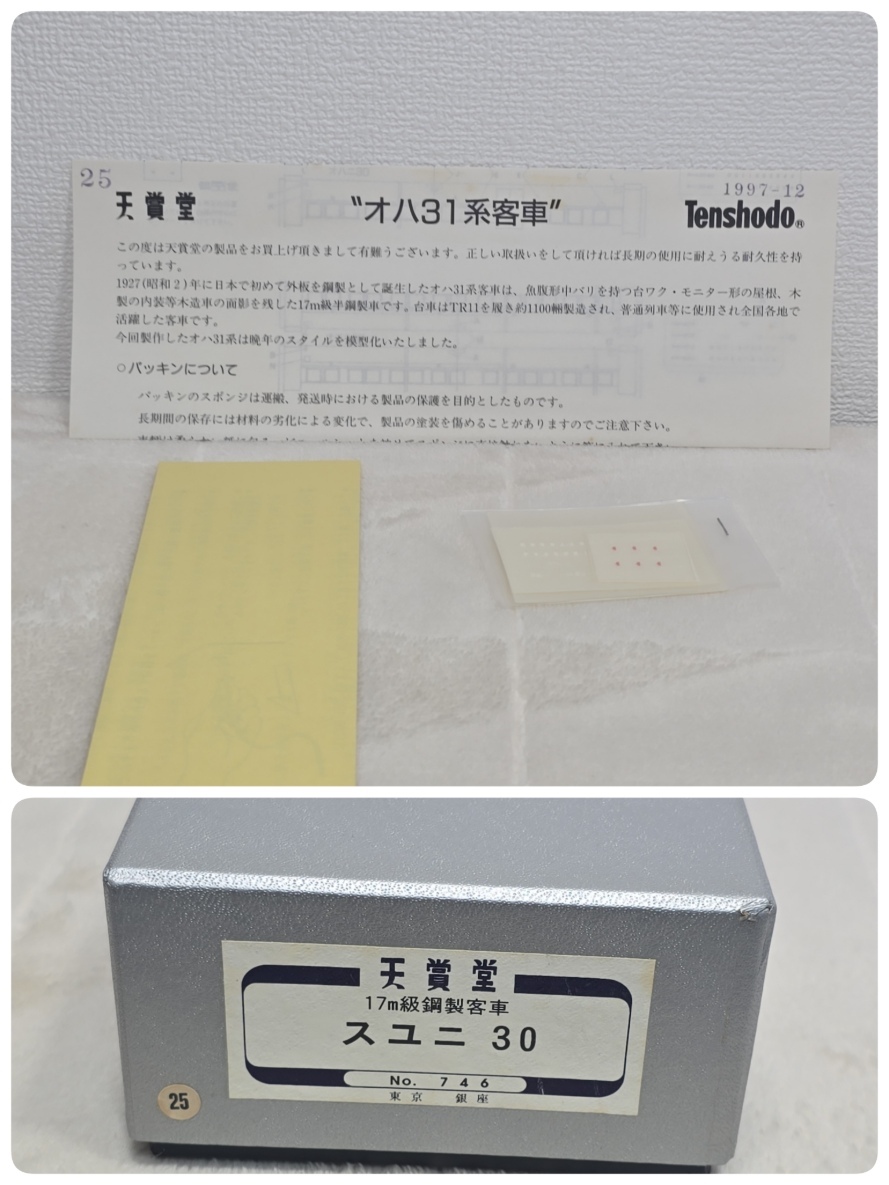 25
天賞堂
"オハ31系客車"
1997-12
Tenshodo®
この度は天賞堂の製品をお買上げ頂きまして有難うございます。正しい取扱いをして頂ければ長期の使用に耐えうる耐久性を持
っています。
1927(昭和2)年に日本で初めて外板を鋼製として誕生したオハ31系客車は、魚腹形中バリを持つ台ワク・モニター形の屋根、木
製の内装等木造車の面影を残した17m級半鋼製車です。台車はTR11を履き約1100輛製造され、普通列車等に使用され全国各地で
活躍した客車です。
今回製作したオハ31系は晩年のスタイルを模型化いたしました。
○パッキンについて
パッキンのスポンジは運搬、発送時における製品の保護を目的としたものです。
長期間の保存には材料の劣化による変化で、製品の塗装を傷めることがありますのでご注意下さい。
天賞堂
17m級鋼製客車
スユニ 30
No. 746
東京 銀座
25